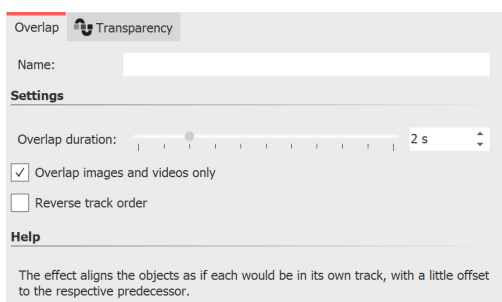 Overlap Transparency
Name:
Settings
Overlap duration: 2 s
Overlap images and videos only
Reverse track order
Help
The effect aligns the objects as if each would be in its own track, with a little offset
to the respective predecessor.